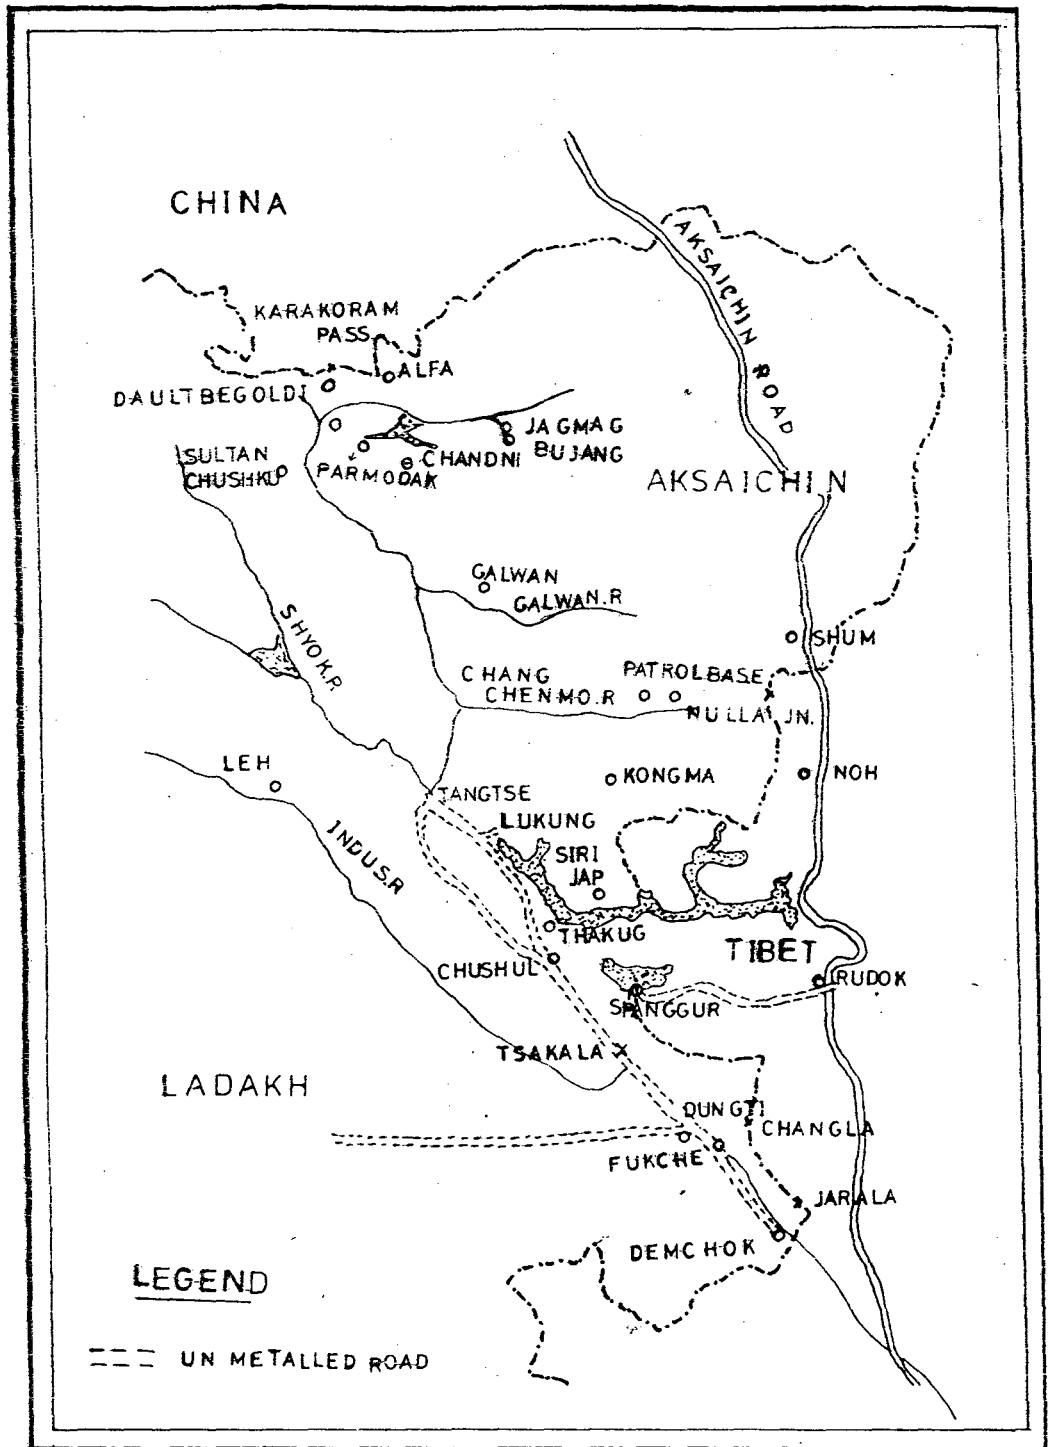 CHINA
AKSAICHIN ROAD
KARAKORAM
PASS
ALFA
DAULTBEGOLDI
JAGMAG
BUJANG
SULTAN
CHUSHKU
CHANDNI
PARMODAK
AKSAICHIN
GALWAN
GALWAN.R
SHYOK.R
SHUM
CHANG
CHENMO.R
PATROLBASE
NULLA JN.
LEH
KONGMA
NOH
TANGTSE
LUKUNG
INDUS.R
SIRI
JAP
THAKUG
TIBET
CHUSHUL
RUDOK
SPANGGUR
TSAKALA
LADAKH
DUNGTI
CHANGLA
FUKCHE
JARALA
DEMCHOK
LEGEND
UN METALLED ROAD